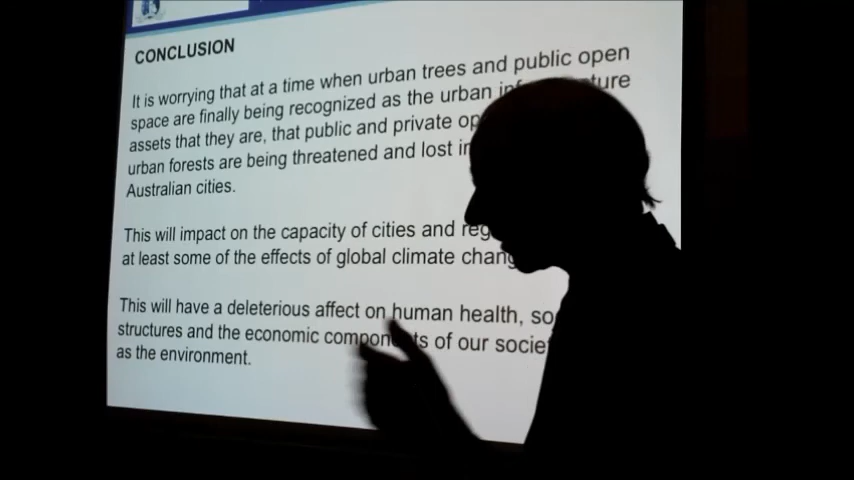 CONCLUSION
It is worrying that at a time when urban trees and public open
space are finally being recognized as the urban
assets that they are, that public and private
urban forests are being threatened and lost
Australian cities.
This will impact on the capacity of cities and
at least some of the effects of global climate
This will have a deleterious affect on human health,
structures and the economic of our
as the environment.